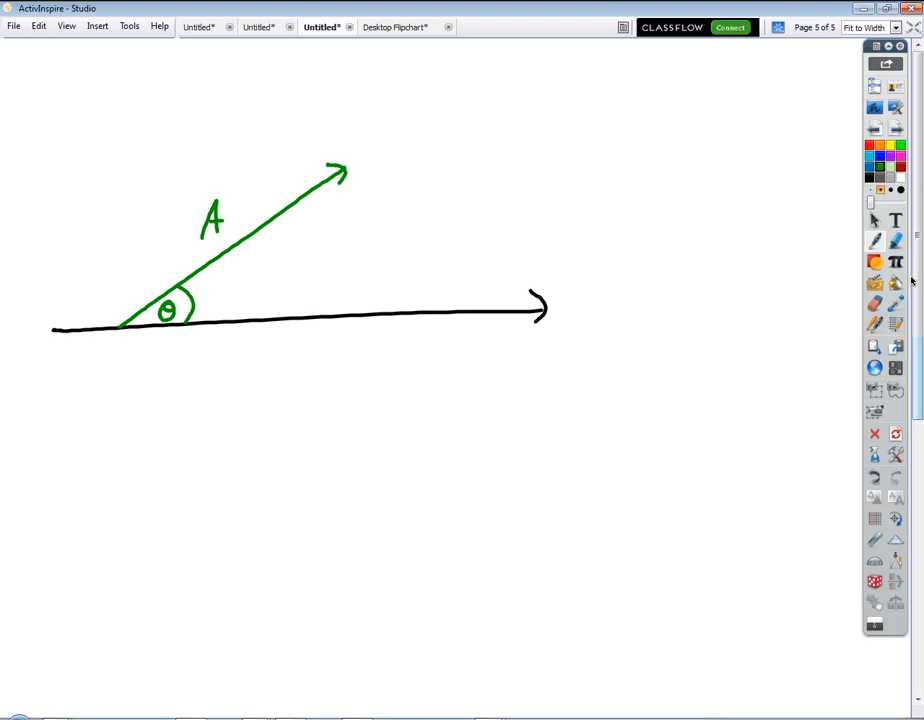 ActivInspire - Studio
File Edit View Insert Tools Help Untitled* Untitled* Untitled* Desktop Flipchart* CLASSFLOW Connect Page 5 of 5 Fit to Width
T
π
A
θ